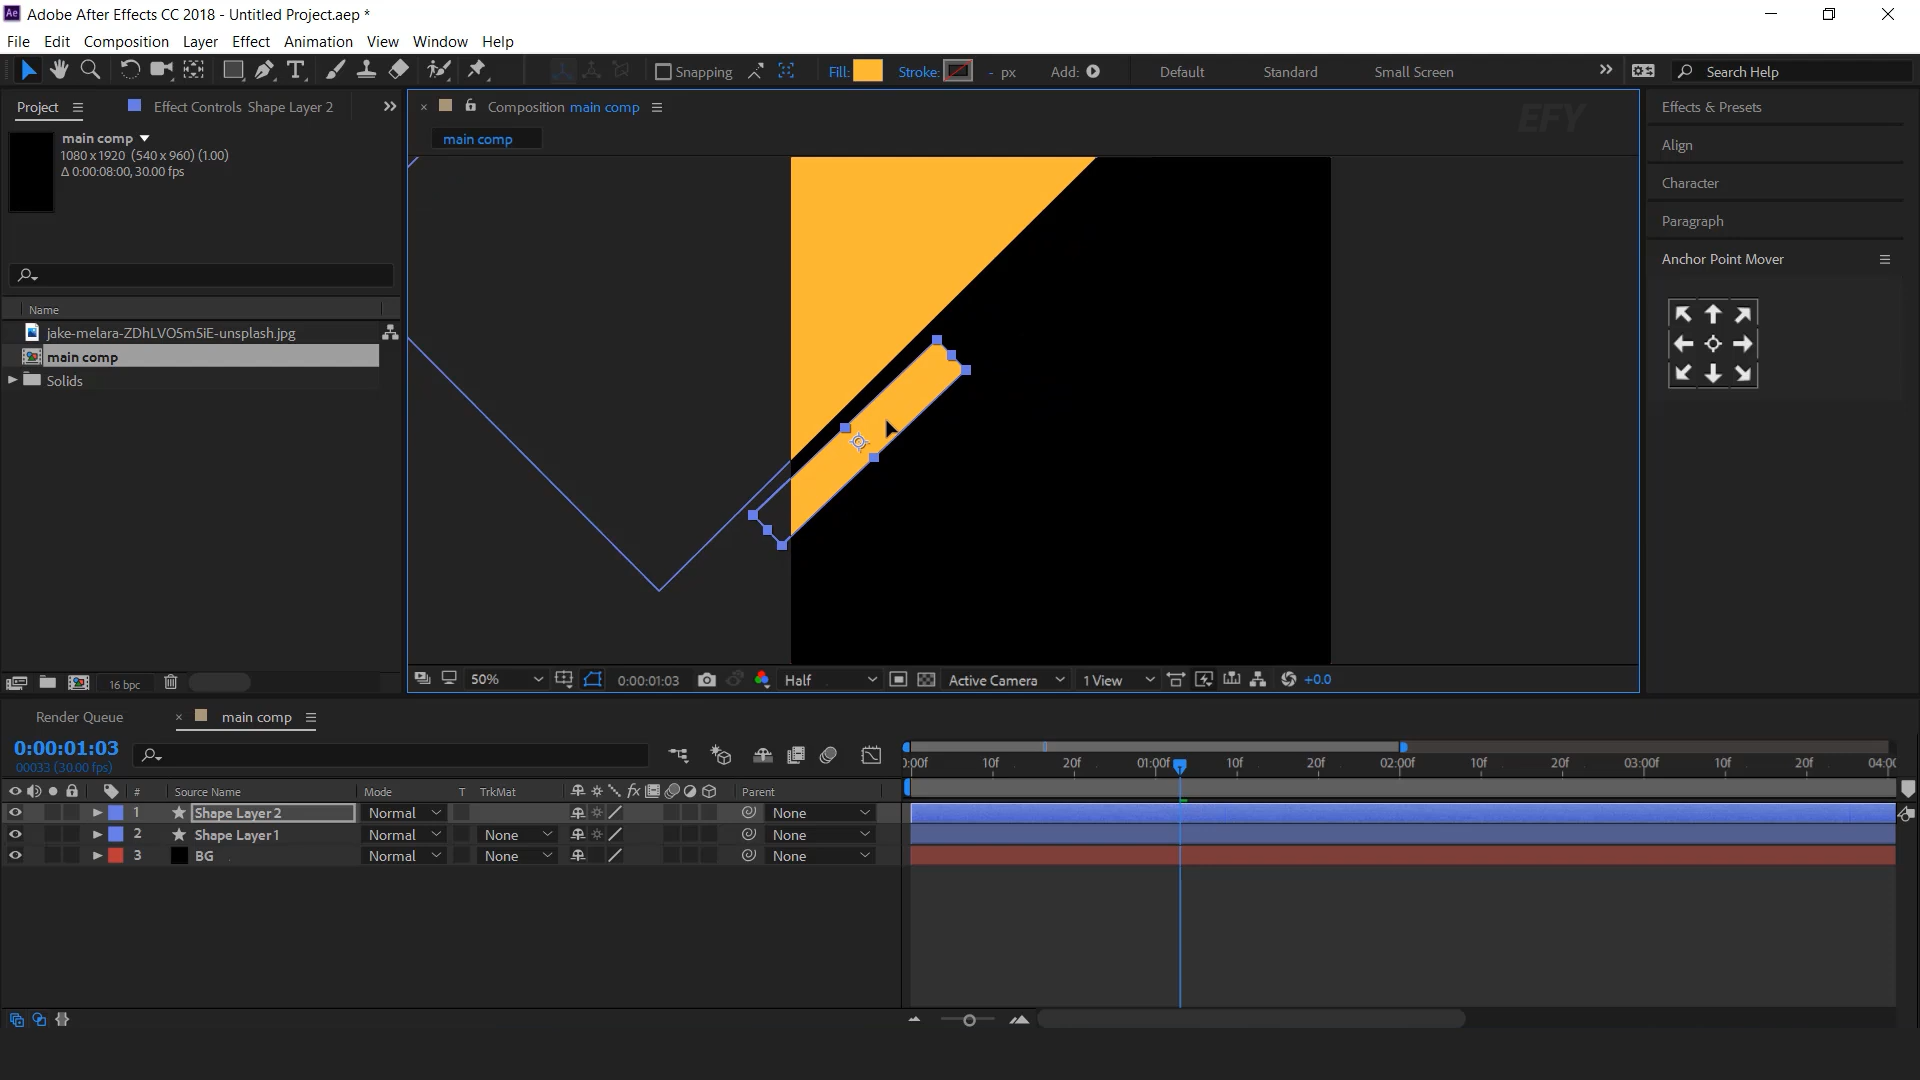 Ae Adobe After Effects CC 2018 - Untitled Project.aep *
File Edit Composition Layer Effect Animation View Window Help
T Snapping Fill: Stroke: - px Add: Default Standard Small Screen Search Help
Project Effect Controls Shape Layer 2
Composition main comp
EFY
main comp
main comp
1080 x 1920 (540 x 960) (1.00)
Δ 0:00:08:00, 30.00 fps
Name
jake-melara-ZDhLVO5m5iE-unsplash.jpg
main comp
Solids
16 bpc
Effects & Presets
Align
Character
Paragraph
Anchor Point Mover
50% 0:00:01:03 Half Active Camera 1 View +0.0
Render Queue main comp
0:00:01:03
00033 (30.00 fps)
0:00f 10f 20f 01:00f 10f 20f 02:00f 10f 20f 03:00f 10f 20f 04:00
# Source Name Mode T TrkMat fx Parent
1 Shape Layer 2 Normal None
2 Shape Layer 1 Normal None None
3 BG Normal None None